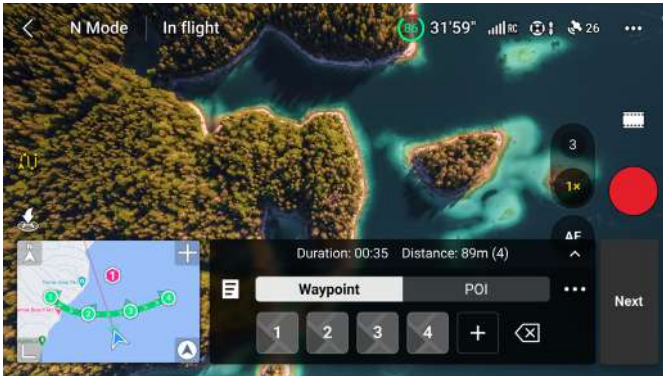 N Mode In flight 86 31'59" RC 26
3
1×
AF
Duration: 00:35 Distance: 89m (4)
N
1
Waypoint POI
1 2 3 4
1 2 3 4
Next